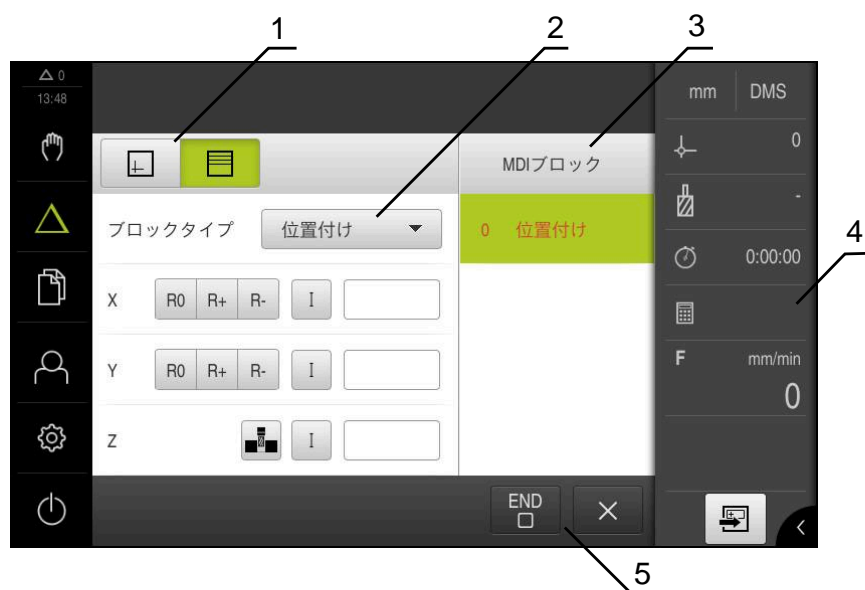 1 2 3
0
13:48
mm DMS
0
MDIブロック
-
ブロックタイプ 位置付け
0 位置付け
4
0:00:00
X R0 R+ R- I
F mm/min
Y R0 R+ R- I
0
Z I
END
5